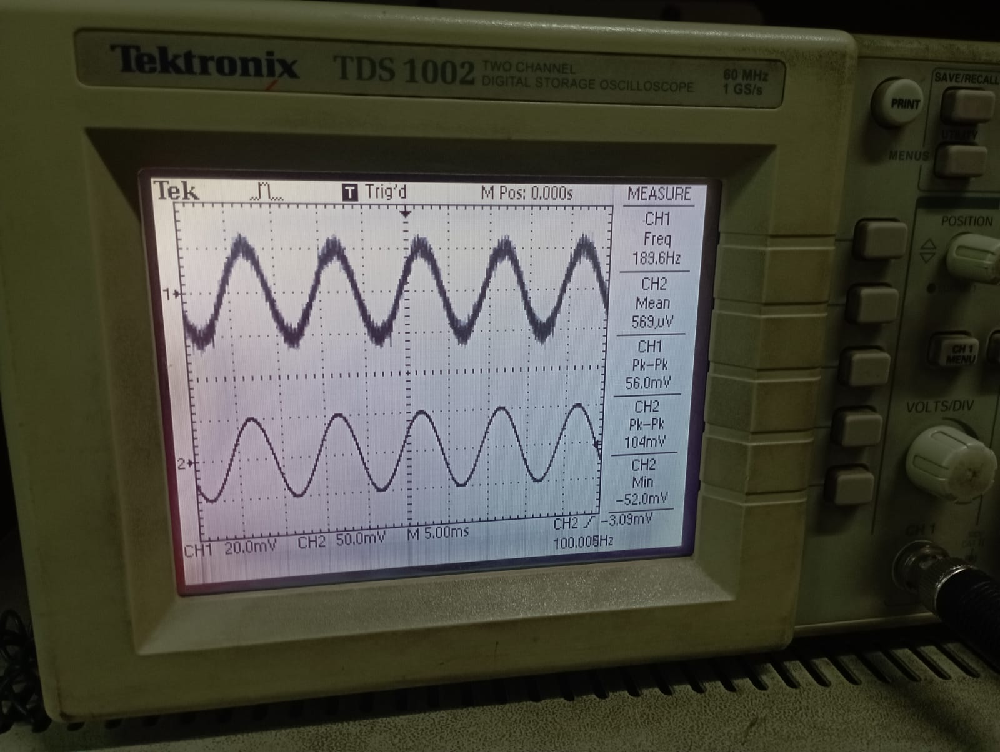 Tektronix TDS 1002 TWO CHANNEL DIGITAL STORAGE OSCILLOSCOPE 60 MHz 1 GS/s
PRINT
SAVE/RECALL
UTILITY
MENUS
Tek T Trig'd M Pos: 0.000s MEASURE
CH1
Freq
189.6Hz
CH2
Mean
569µV
CH1
Pk-Pk
56.0mV
CH2
Pk-Pk
104mV
CH2
Min
-52.0mV
1
2
CH1 20.0mV CH2 50.0mV M 5.00ms CH2 -3.09mV
POSITION
CH 1
MENU
VOLTS/DIV
CH 1